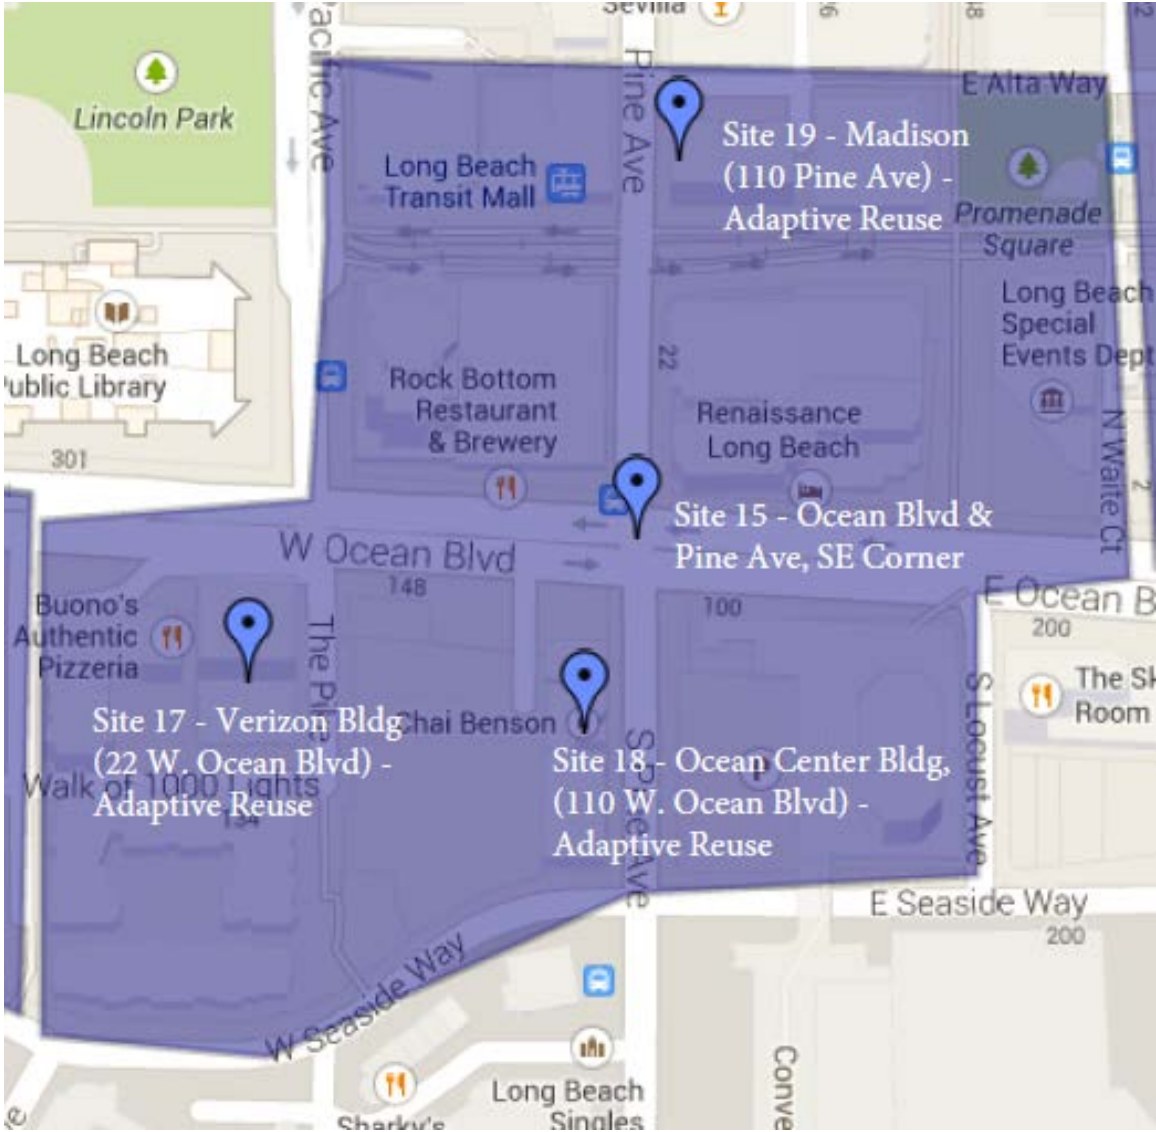 Sevilla
Pacific Ave
Pine Ave
E Alta Way
Lincoln Park
Site 19 - Madison
(110 Pine Ave) -
Adaptive Reuse
Long Beach
Transit Mall
Promenade
Square
Long Beach
Special
Events Dept
Long Beach
Public Library
22
Rock Bottom
Restaurant
& Brewery
Renaissance
Long Beach
N Waite Ct
2
301
Site 15 - Ocean Blvd &
Pine Ave, SE Corner
W Ocean Blvd
148
100
E Ocean B
200
Buono's
Authentic
Pizzeria
The Pike
S Locust Ave
The Sk
Room
Site 17 - Verizon Bldg
(22 W. Ocean Blvd) -
Adaptive Reuse
Chai Benson
Walk of 1000 Lights
S Pine Ave
Site 18 - Ocean Center Bldg,
(110 W. Ocean Blvd) -
Adaptive Reuse
E Seaside Way
200
W Seaside Way
Long Beach
Singles
Sharky's
Conve